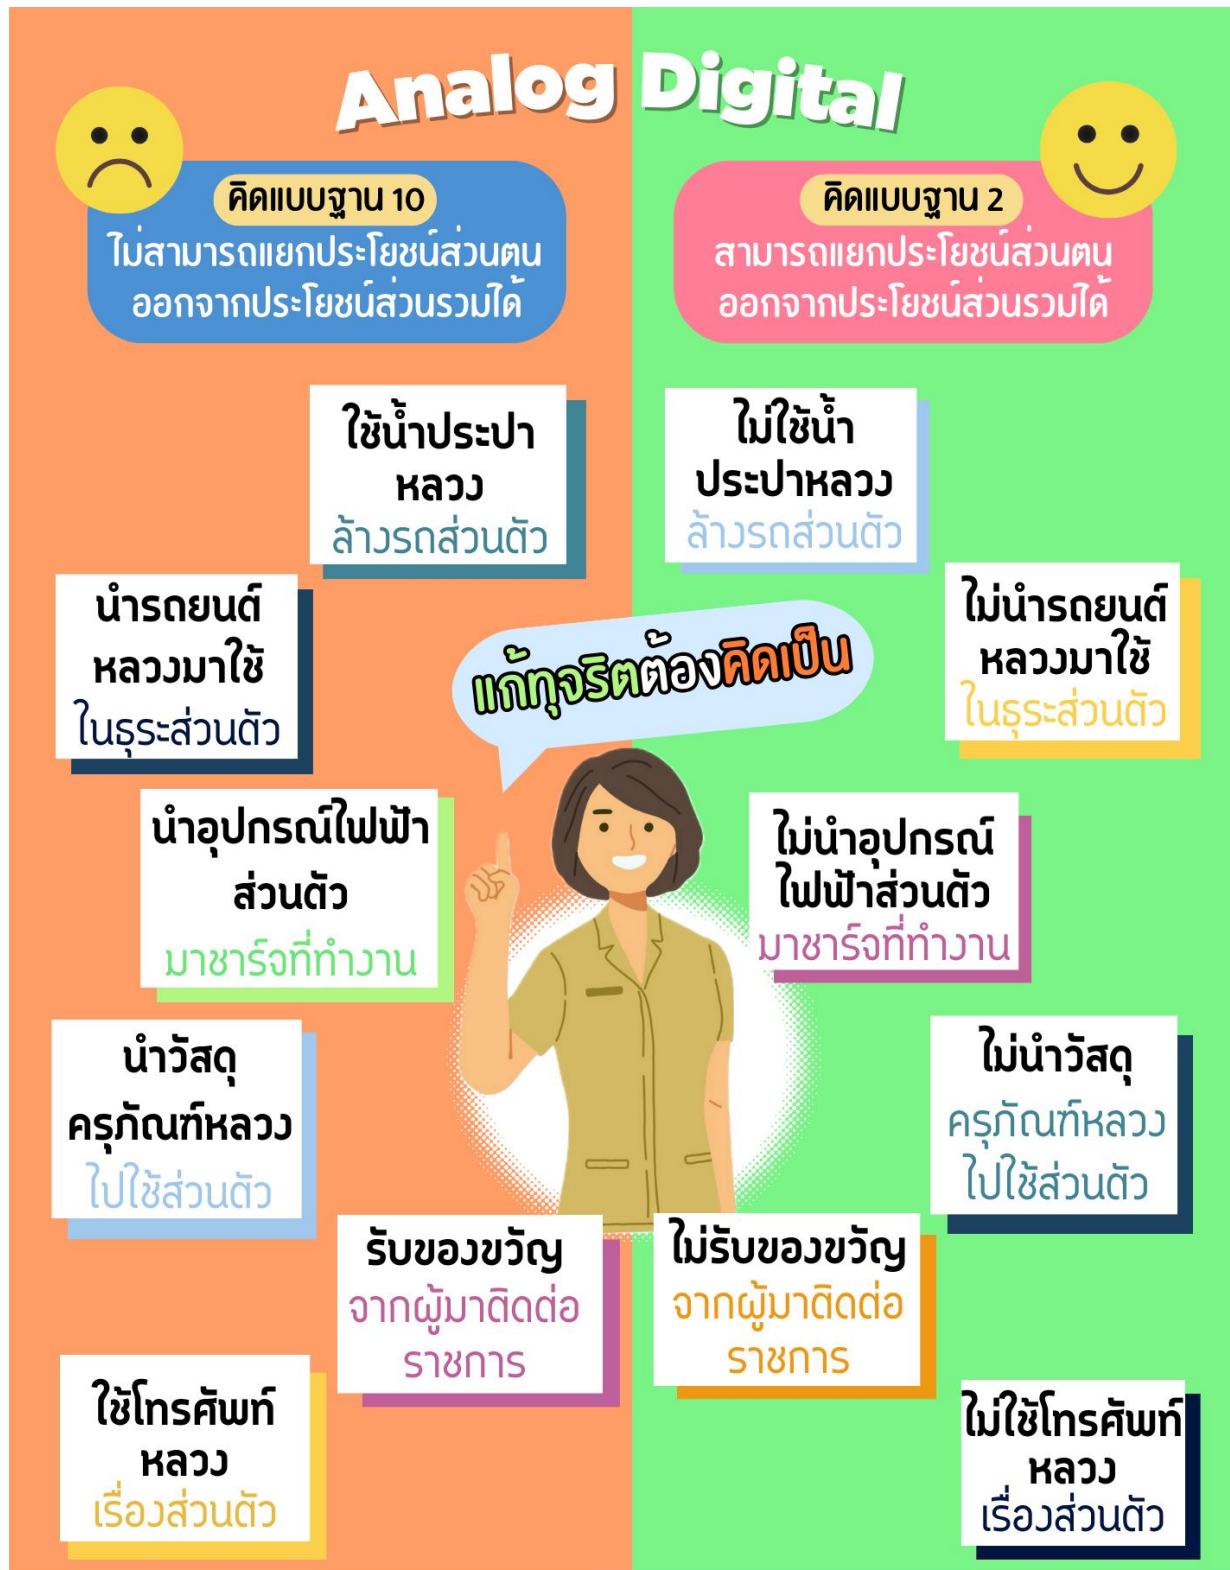 Analog Digital
คิดแบบฐาน 10
ไม่สามารถแยกประโยชน์ส่วนตน
ออกจากประโยชน์ส่วนรวมได้
คิดแบบฐาน 2
สามารถแยกประโยชน์ส่วนตน
ออกจากประโยชน์ส่วนรวมได้
ใช้น้ำประปา
หลวง
ล้างรถส่วนตัว
ไม่ใช้น้ำ
ประปาหลวง
ล้างรถส่วนตัว
นำรถยนต์
หลวงมาใช้
ในธุระส่วนตัว
แก้ทุจริตต้องคิดเป็น
ไม่นำรถยนต์
หลวงมาใช้
ในธุระส่วนตัว
นำอุปกรณ์ไฟฟ้า
ส่วนตัว
มาชาร์จที่ทำงาน
ไม่นำอุปกรณ์
ไฟฟ้าส่วนตัว
มาชาร์จที่ทำงาน
นำวัสดุ
ครุภัณฑ์หลวง
ไปใช้ส่วนตัว
ไม่นำวัสดุ
ครุภัณฑ์หลวง
ไปใช้ส่วนตัว
รับของขวัญ
จากผู้มาติดต่อ
ราชการ
ไม่รับของขวัญ
จากผู้มาติดต่อ
ราชการ
ใช้โทรศัพท์
หลวง
เรื่องส่วนตัว
ไม่ใช้โทรศัพท์
หลวง
เรื่องส่วนตัว